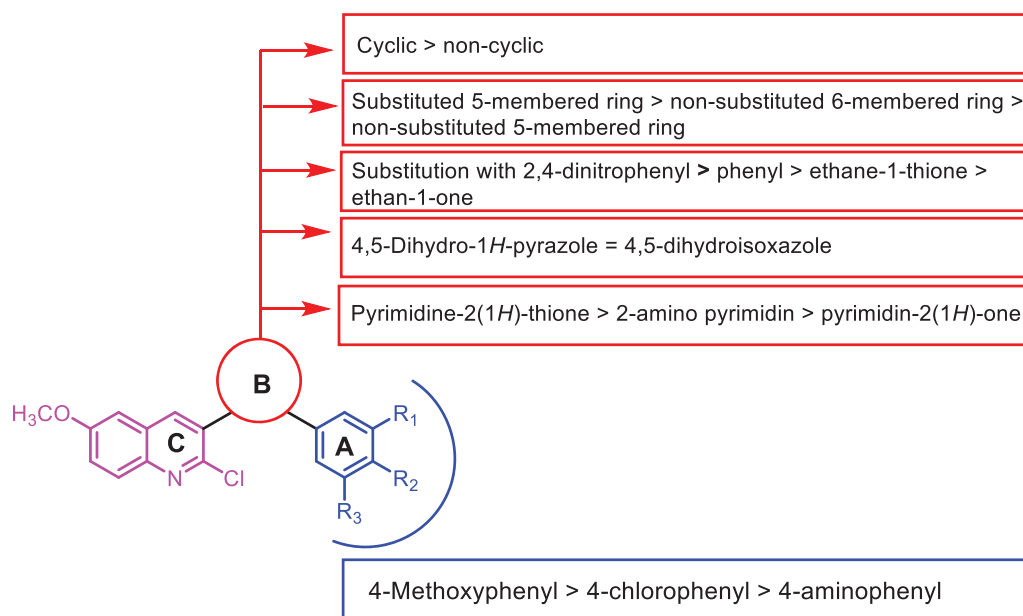 Cyclic > non-cyclic
Substituted 5-membered ring > non-substituted 6-membered ring >
non-substituted 5-membered ring
Substitution with 2,4-dinitrophenyl > phenyl > ethane-1-thione >
ethan-1-one
4,5-Dihydro-1H-pyrazole = 4,5-dihydroisoxazole
Pyrimidine-2(1H)-thione > 2-amino pyrimidin > pyrimidin-2(1H)-one
B
H₃CO
C
A
R₁
N
Cl
R₂
R₃
4-Methoxyphenyl > 4-chlorophenyl > 4-aminophenyl